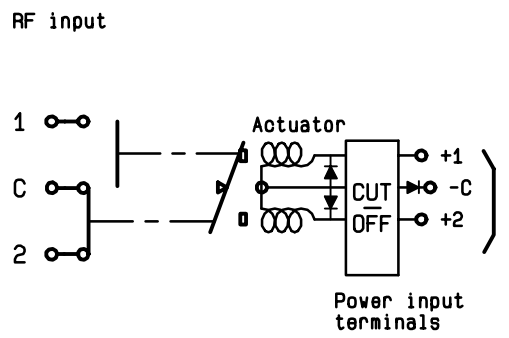 RF input
Actuator
1
+1
C
CUT
-C
OFF
+2
2
Power input
terminals